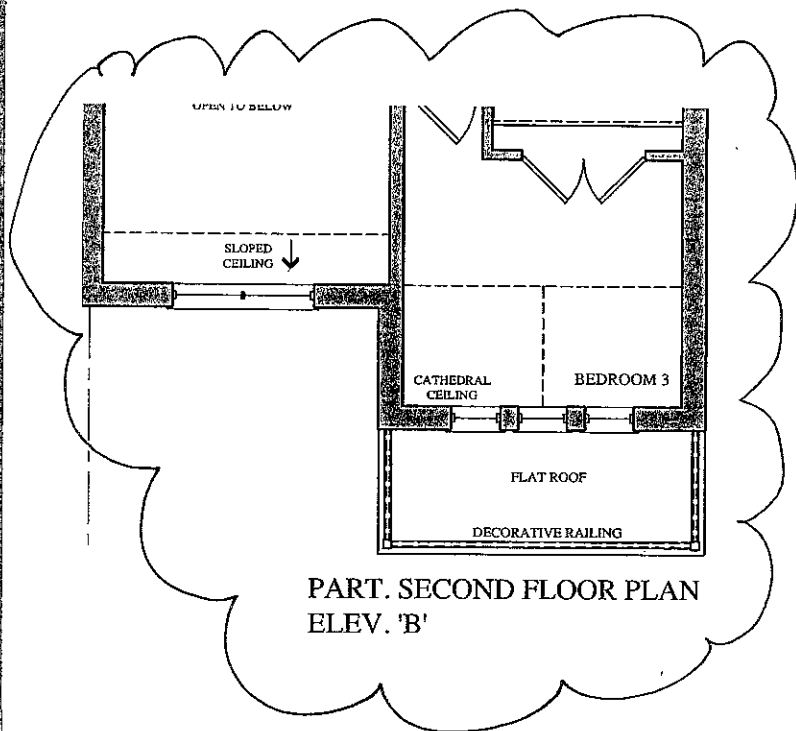 OPEN TO BELOW
SLOPED
CEILING
CATHEDRAL
CEILING
BEDROOM 3
FLAT ROOF
DECORATIVE RAILING
PART. SECOND FLOOR PLAN
ELEV. 'B'